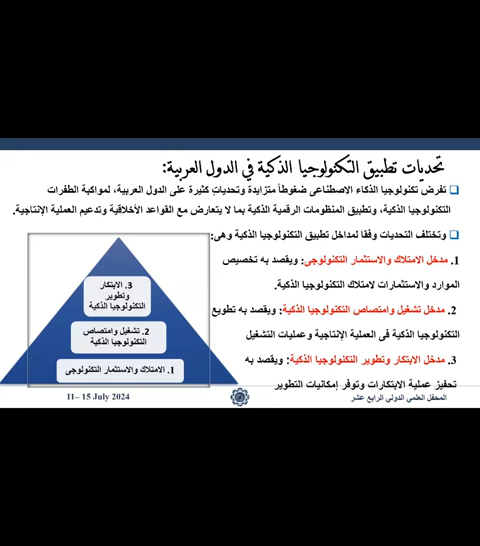 تحديات تطبيق التكنولوجيا الذكية في الدول العربية:
تفرض تكنولوجيا الذكاء الاصطناعى ضغوطاً متزايدة وتحديات كثيرة على الدول العربية، لمواكبة الطفرات
التكنولوجيا الذكية، وتطبيق المنظومات الرقمية الذكية بما لا يتعارض مع القواعد الأخلاقية وتدعيم العملية الإنتاجية.
وتختلف التحديات وفقا لمداخل تطبيق التكنولوجيا الذكية وهى:
1. مدخل الامتلاك والاستثمار التكنولوجى: ويقصد به تخصيص
الموارد والاستثمارات لامتلاك التكنولوجيا الذكية.
2. مدخل تشغيل وامتصاص التكنولوجيا الذكية: ويقصد به تطويع
التكنولوجيا الذكية فى العملية الإنتاجية وعمليات التشغيل
3. مدخل الابتكار وتطوير التكنولوجيا الذكية: ويقصد به
تحفيز عملية الابتكارات وتوفر إمكانيات التطوير
3. الابتكار
وتطوير
التكنولوجيا الذكية
2. تشغيل وامتصاص
التكنولوجيا الذكية
1. الامتلاك والاستثمار التكنولوجى
المحفل العلمي الدولي الرابع عشر
11– 15 July 2024